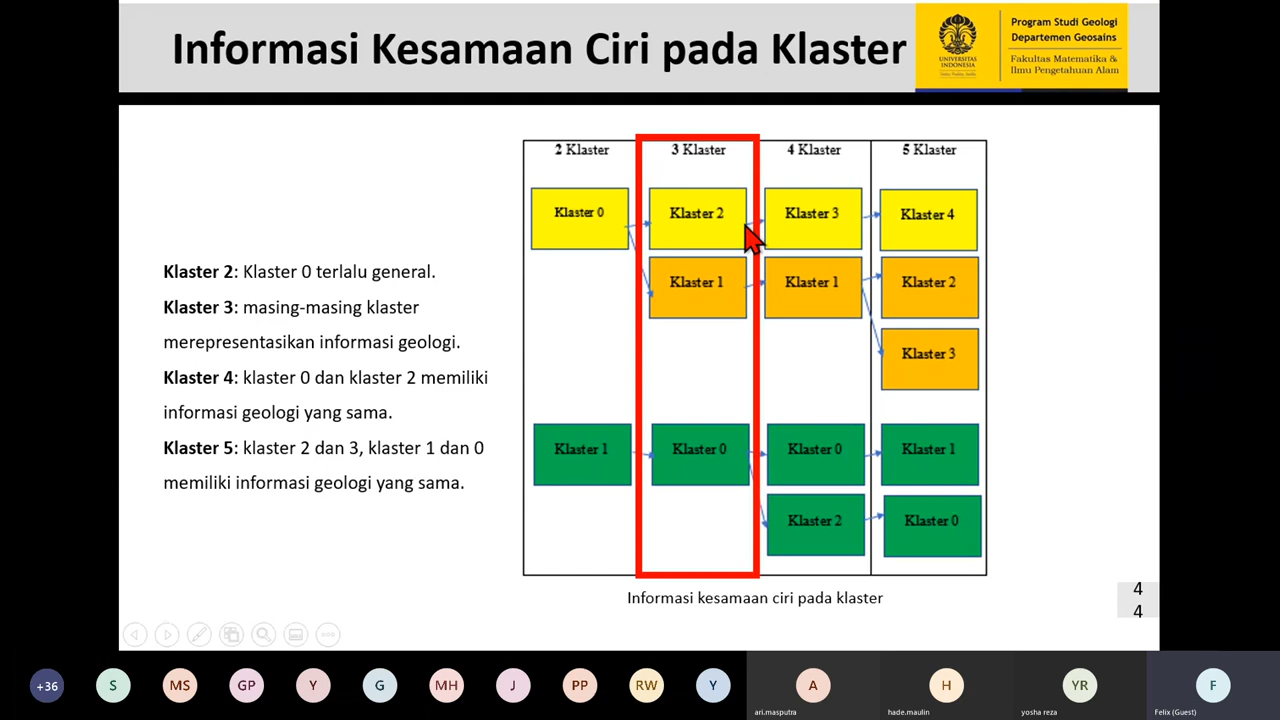 Informasi Kesamaan Ciri pada Klaster
UNIVERSITAS
INDONESIA
Program Studi Geologi
Departemen Geosains
Fakultas Matematika &
Ilmu Pengetahuan Alam
Klaster 2: Klaster 0 terlalu general.
Klaster 3: masing-masing klaster
merepresentasikan informasi geologi.
Klaster 4: klaster 0 dan klaster 2 memiliki
informasi geologi yang sama.
Klaster 5: klaster 2 dan 3, klaster 1 dan 0
memiliki informasi geologi yang sama.
2 Klaster 3 Klaster 4 Klaster 5 Klaster
Klaster 0 Klaster 2 Klaster 3 Klaster 4
Klaster 1 Klaster 1 Klaster 2
Klaster 3
Klaster 1 Klaster 0 Klaster 0 Klaster 1
Klaster 2 Klaster 0
Informasi kesamaan ciri pada klaster
4
4
+36 S MS GP Y G MH J PP RW Y A H YR F
ari.masputra hade.maulin yosha reza Felix (Guest)